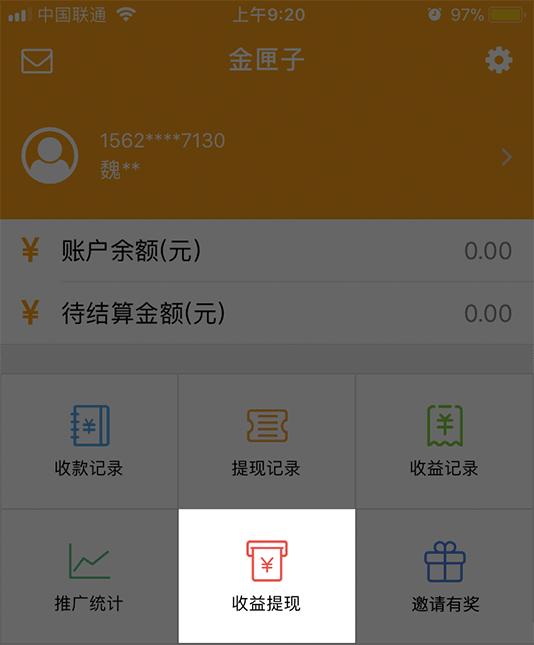 中国联通 上午9:20 97%
金匣子
1562****7130
魏**
¥ 账户余额(元) 0.00
¥ 待结算金额(元) 0.00
收款记录 提现记录 收益记录
推广统计 收益提现 邀请有奖